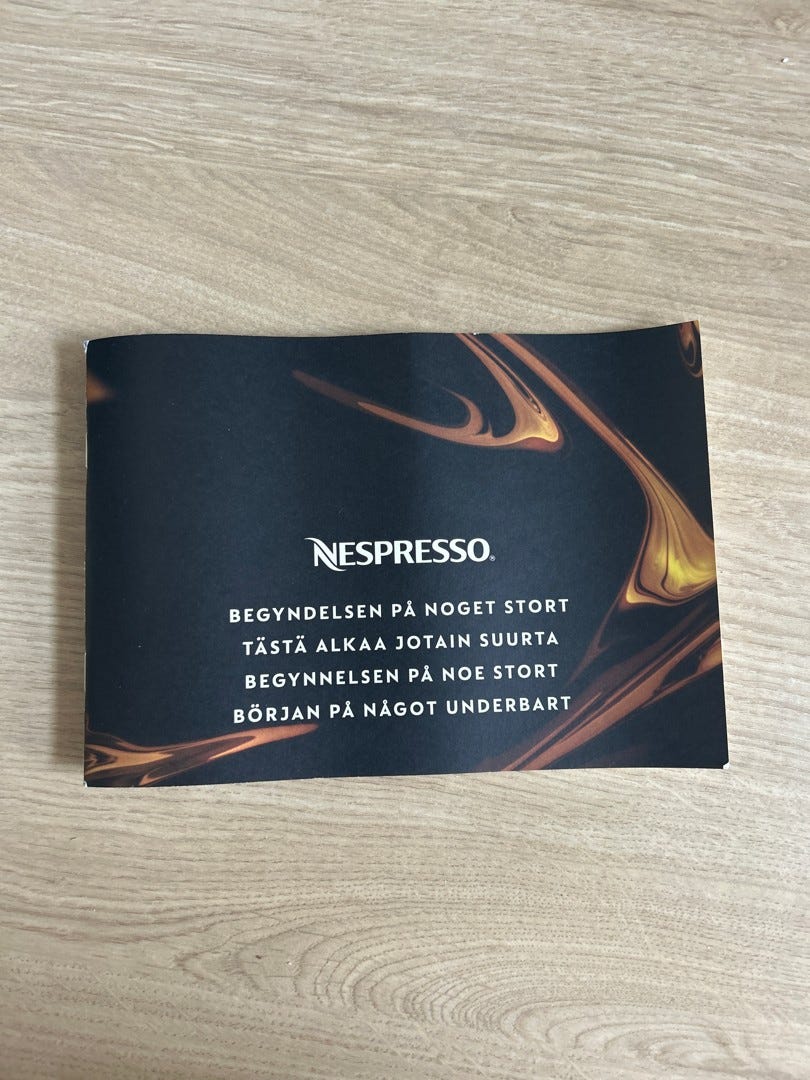 NESPRESSO®
BEGYNDELSEN PÅ NOGET STORT
TÄSTÄ ALKAA JOTAIN SUURTA
BEGYNNELSEN PÅ NOE STORT
BÖRJAN PÅ NÅGOT UNDERBART